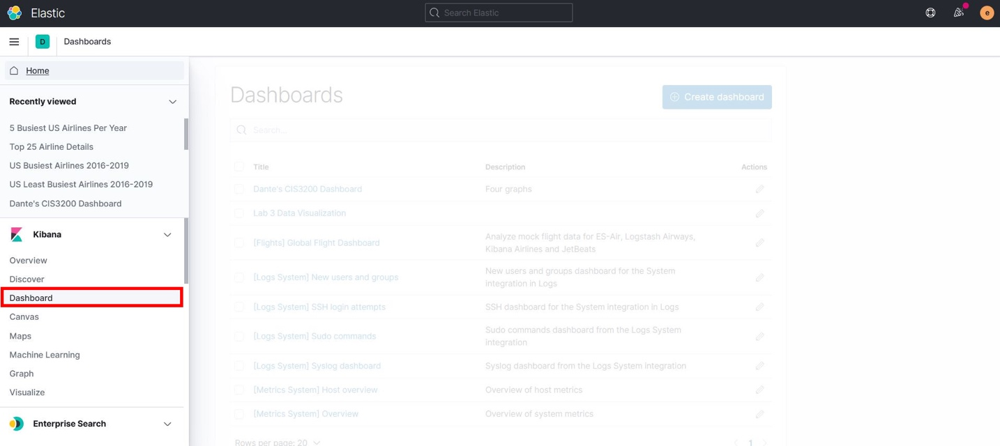 Elastic
Search Elastic
e
D
Dashboards
Home
Recently viewed
5 Busiest US Airlines Per Year
Top 25 Airline Details
US Busiest Airlines 2016-2019
US Least Busiest Airlines 2016-2019
Dante's CIS3200 Dashboard
Kibana
Overview
Discover
Dashboard
Canvas
Maps
Machine Learning
Graph
Visualize
Enterprise Search
Dashboards
Create dashboard
Search...
Title Description Actions
Dante's CIS3200 Dashboard Four graphs
Lab 3 Data Visualization
[Flights] Global Flight Dashboard Analyze mock flight data for ES-Air, Logstash Airways,
Kibana Airlines and JetBeats
[Logs System] New users and groups New users and groups dashboard for the System
integration in Logs
[Logs System] SSH login attempts SSH dashboard for the System integration in Logs
[Logs System] Sudo commands Sudo commands dashboard from the Logs System
integration
[Logs System] Syslog dashboard Syslog dashboard from the Logs System integration
[Metrics System] Host overview Overview of host metrics
[Metrics System] Overview Overview of system metrics
Rows per page: 20 1